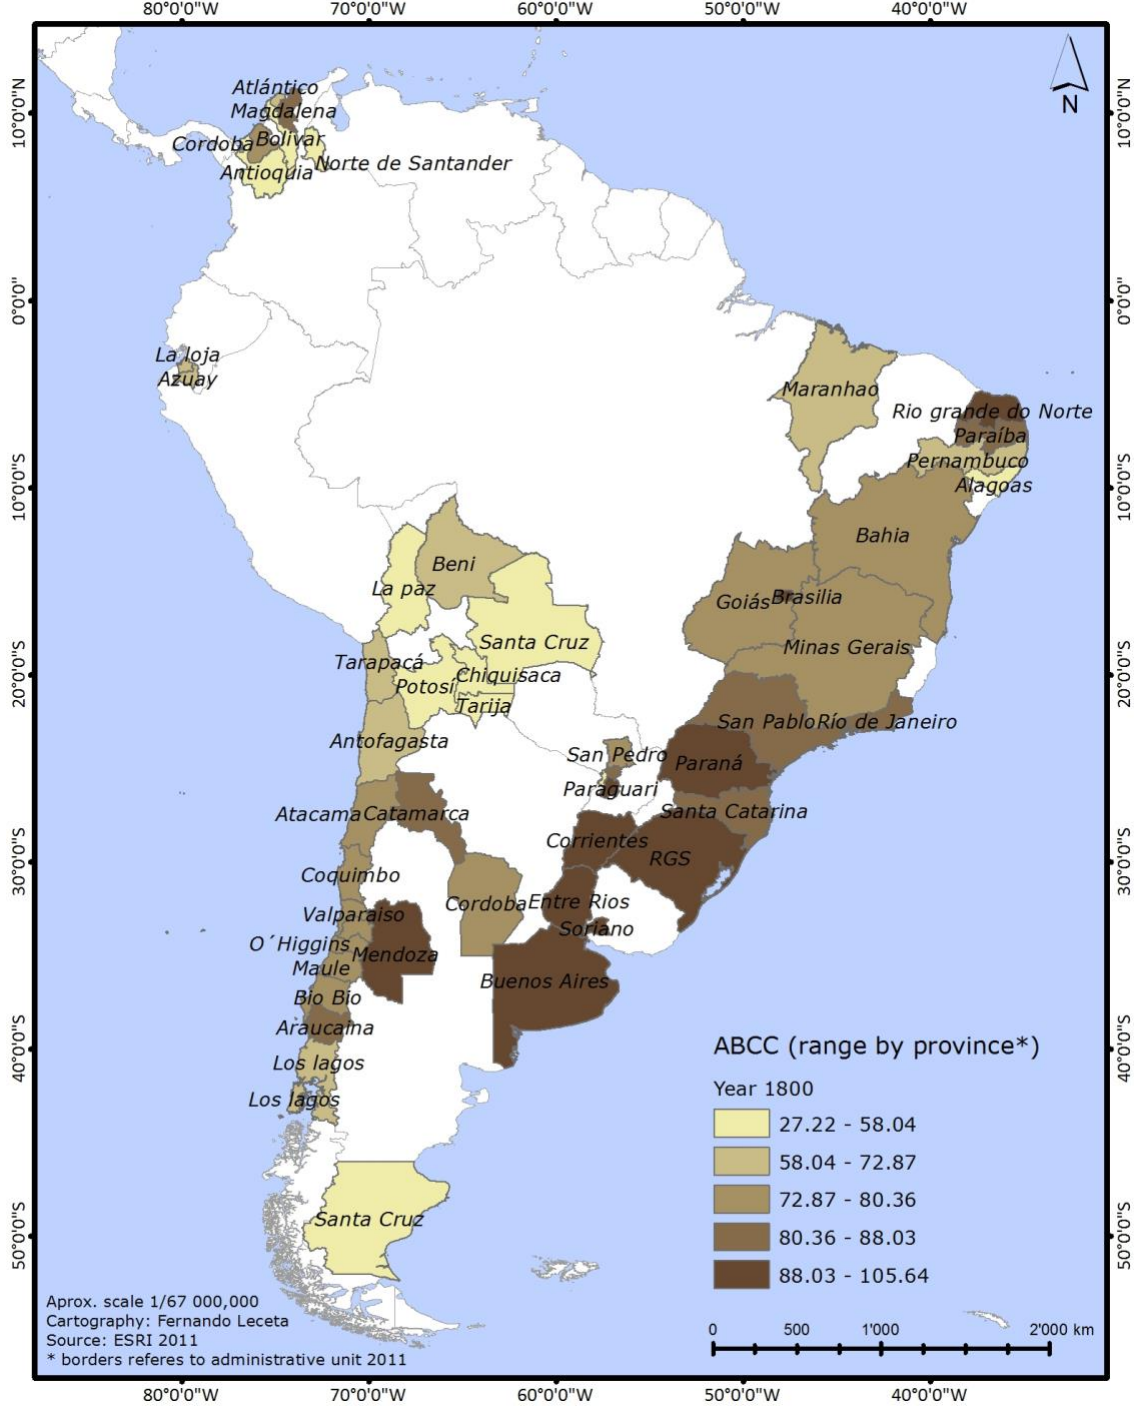 80°0'0"W 70°0'0"W 60°0'0"W 50°0'0"W 40°0'0"W
N
10°0'0"N
10°0'0"N
Atlántico
Magdalena
Cordoba
Bolivar
Norte de Santander
Antioquia
0°0'0"
0°0'0"
La loja
Azuay
Maranhao
Rio grande do Norte
Paraíba
Pernambuco
Alagoas
10°0'0"S
10°0'0"S
Bahia
Beni
La paz
Goiás
Brasilia
Santa Cruz
Minas Gerais
Tarapacá
Chiquisaca
Potosí
Tarija
20°0'0"S
20°0'0"S
San Pablo
Río de Janeiro
Antofagasta
San Pedro
Paraná
Paraguari
Atacama
Catamarca
Santa Catarina
Corrientes
RGS
30°0'0"S
30°0'0"S
Coquimbo
Cordoba
Entre Rios
Valparaiso
Soriano
O´Higgins
Mendoza
Maule
Buenos Aires
Bio Bio
Araucaina
40°0'0"S
40°0'0"S
Los lagos
Los lagos
Santa Cruz
50°0'0"S
50°0'0"S
ABCC (range by province*)
Year 1800
27.22 - 58.04
58.04 - 72.87
72.87 - 80.36
80.36 - 88.03
88.03 - 105.64
0 500 1'000 2'000 km
Aprox. scale 1/67 000,000
Cartography: Fernando Leceta
Source: ESRI 2011
* borders referes to administrative unit 2011
80°0'0"W 70°0'0"W 60°0'0"W 50°0'0"W 40°0'0"W